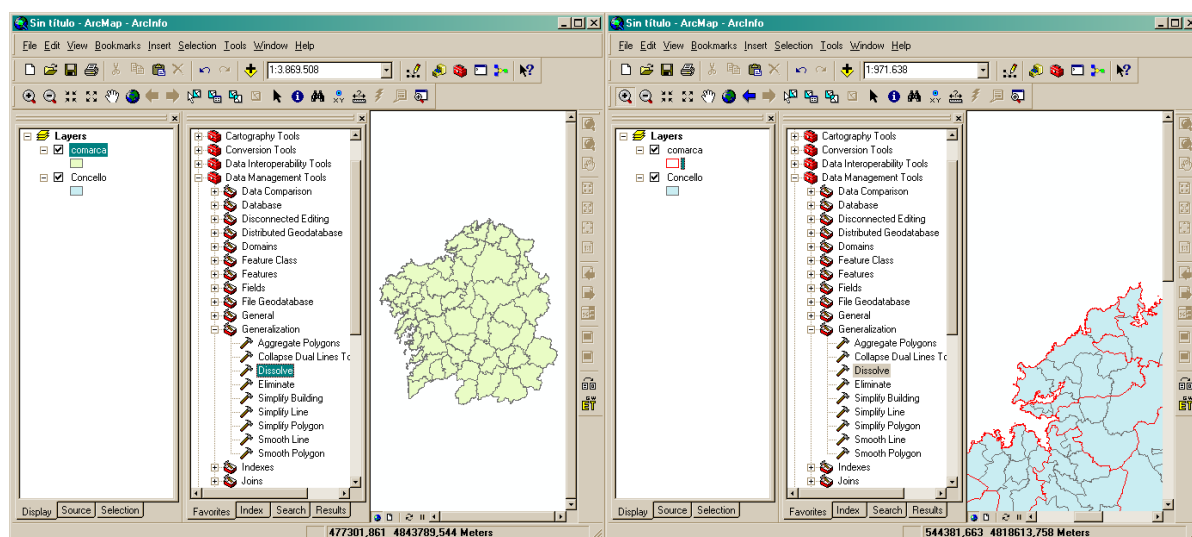 Sin título - ArcMap - ArcInfo
File Edit View Bookmarks Insert Selection Tools Window Help
1:3.869.508
Layers
comarca
Concello
Cartography Tools
Conversion Tools
Data Interoperability Tools
Data Management Tools
Data Comparison
Database
Disconnected Editing
Distributed Geodatabase
Domains
Feature Class
Features
Fields
File Geodatabase
General
Generalization
Aggregate Polygons
Collapse Dual Lines Tc
Dissolve
Eliminate
Simplify Building
Simplify Line
Simplify Polygon
Smooth Line
Smooth Polygon
Indexes
Joins
Display Source Selection
Favorites Index Search Results
477301,861 4843789,544 Meters
XY
GW
ET
Sin título - ArcMap - ArcInfo
File Edit View Bookmarks Insert Selection Tools Window Help
1:971.638
Layers
comarca
Concello
Cartography Tools
Conversion Tools
Data Interoperability Tools
Data Management Tools
Data Comparison
Database
Disconnected Editing
Distributed Geodatabase
Domains
Feature Class
Features
Fields
File Geodatabase
General
Generalization
Aggregate Polygons
Collapse Dual Lines Tc
Dissolve
Eliminate
Simplify Building
Simplify Line
Simplify Polygon
Smooth Line
Smooth Polygon
Indexes
Joins
Display Source Selection
Favorites Index Search Results
544381,663 4818613,758 Meters
XY
GW
ET